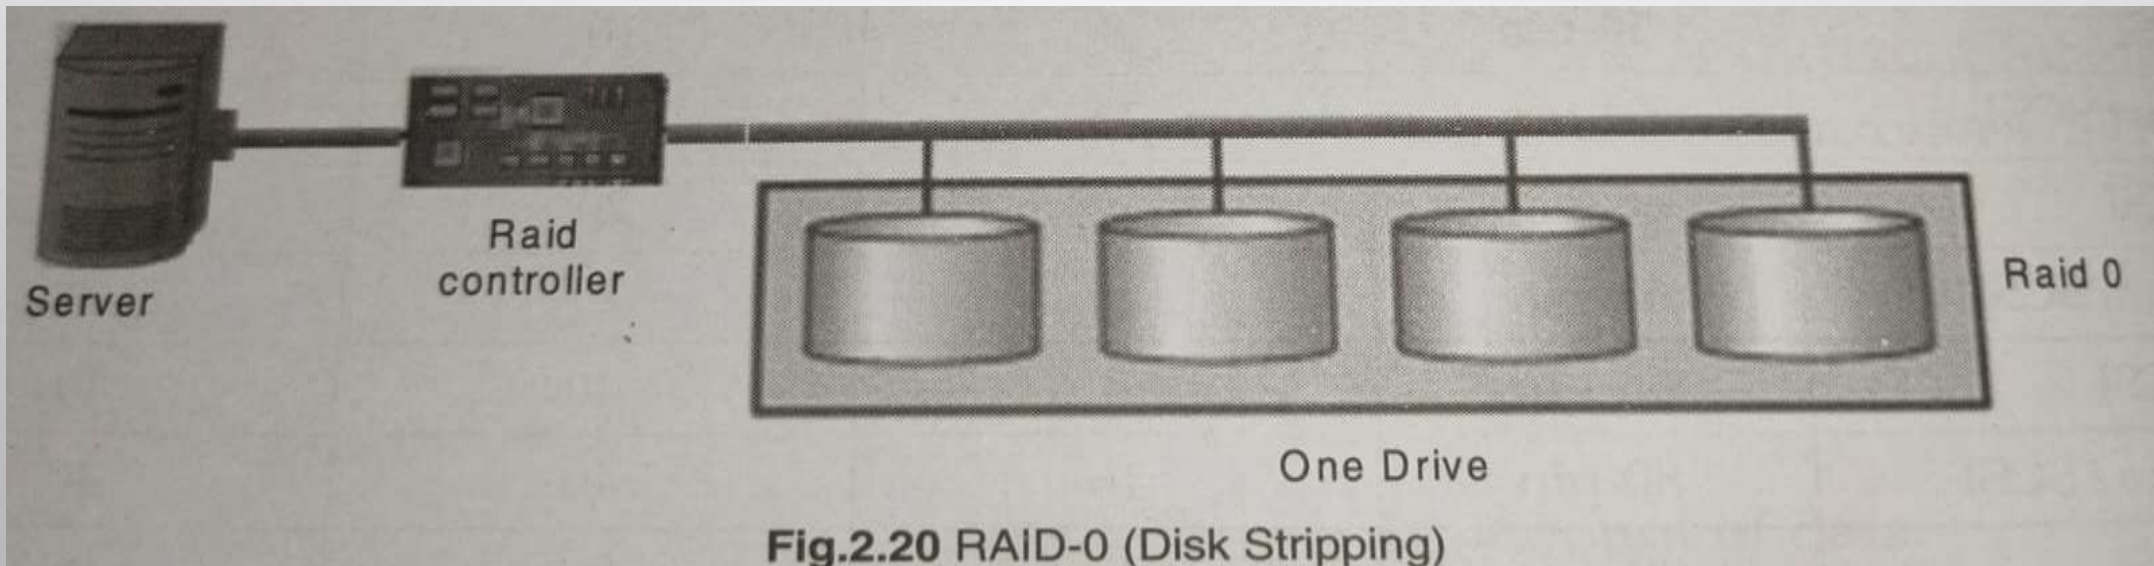 Server
Raid
controller
Raid 0
One Drive
Fig.2.20 RAID-0 (Disk Stripping)